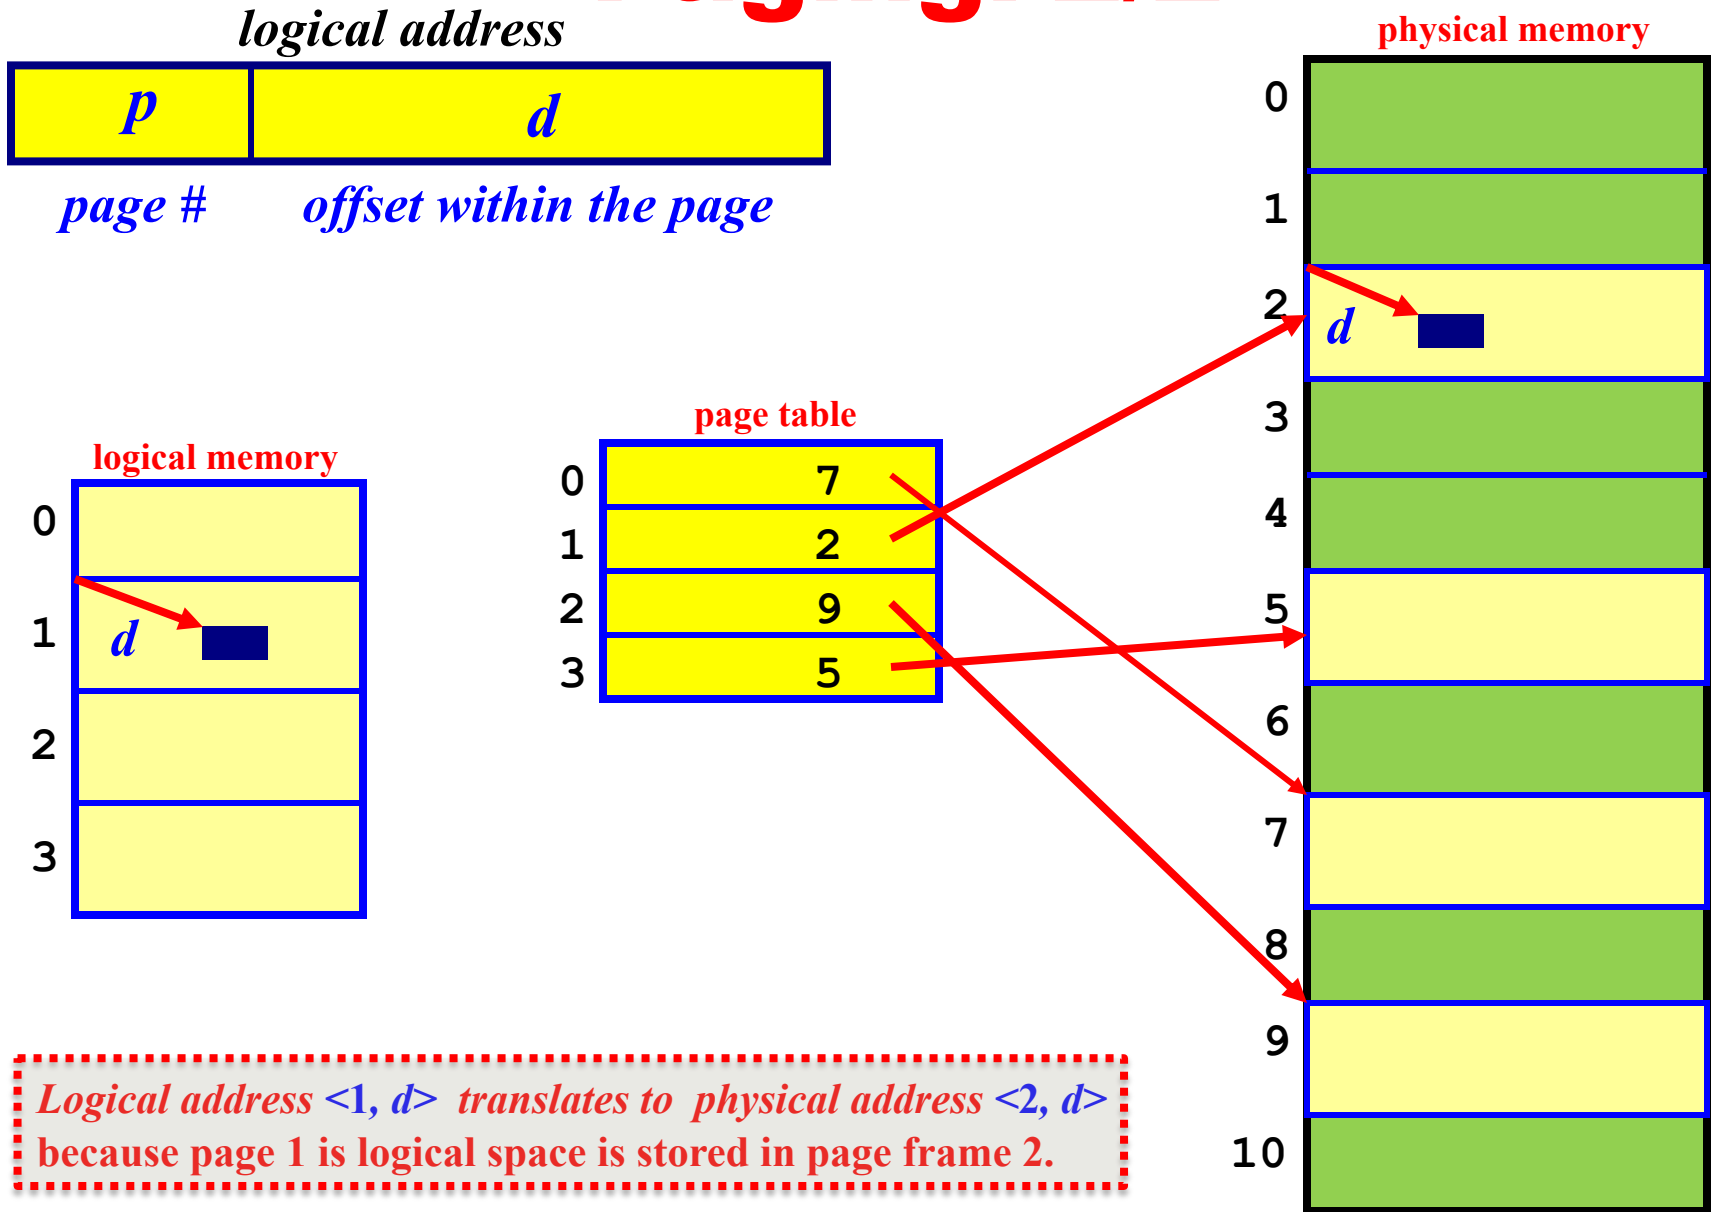 logical address
p
d
page #
offset within the page
physical memory
0
1
2
d
3
4
5
6
7
8
9
10
page table
0 7
1 2
2 9
3 5
logical memory
0
1 d
2
3
Logical address <1, d> translates to physical address <2, d>
because page 1 is logical space is stored in page frame 2.